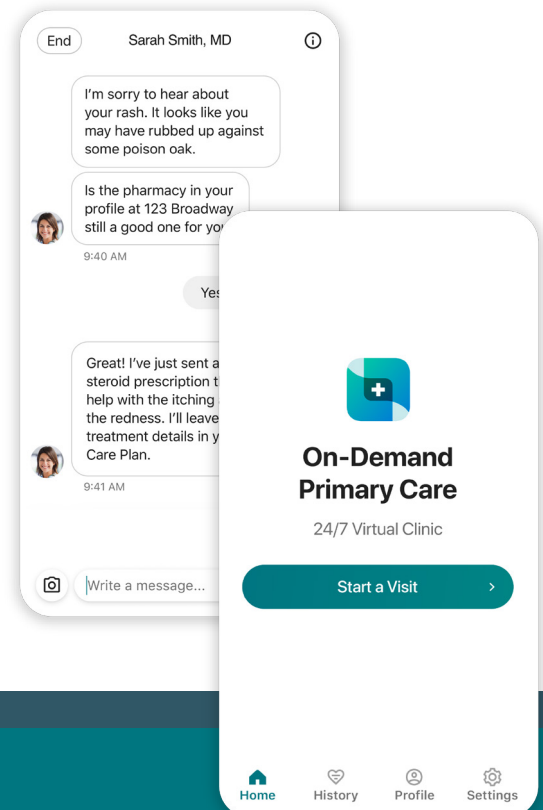 End
Sarah Smith, MD
I'm sorry to hear about
your rash. It looks like you
may have rubbed up against
some poison oak.
Is the pharmacy in your
profile at 123 Broadway
still a good one for
9:40 AM
Great! I've just sent a
steroid prescription
help with the itching
the redness. I'll leave
treatment details in
Care Plan.
9:41 AM
Write a message...
On-Demand
Primary Care
24/7 Virtual Clinic
Start a Visit
Home
History
Profile
Settings